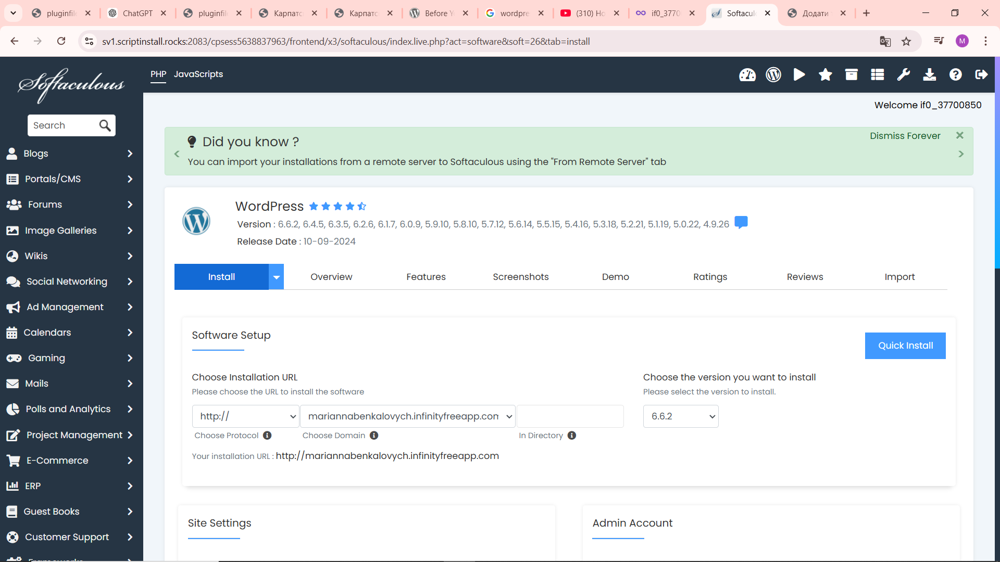 pluginfile
ChatGPT
pluginfile
Карпатс
Карпатс
Before Y
wordpre
(310) Ho
if0_3770
Softacul
Додати
sv1.scriptinstall.rocks:2083/cpsess5638837963/frontend/x3/softaculous/index.live.php?act=software&soft=26&tab=install
M
Softaculous
PHP JavaScripts
Welcome if0_37700850
Search
Blogs
Portals/CMS
Forums
Image Galleries
Wikis
Social Networking
Ad Management
Calendars
Gaming
Mails
Polls and Analytics
Project Management
E-Commerce
ERP
Guest Books
Customer Support
Frameworks
Did you know ?
Dismiss Forever
You can import your installations from a remote server to Softaculous using the "From Remote Server" tab
WordPress
Version : 6.6.2, 6.4.5, 6.3.5, 6.2.6, 6.1.7, 6.0.9, 5.9.10, 5.8.10, 5.7.12, 5.6.14, 5.5.15, 5.4.16, 5.3.18, 5.2.21, 5.1.19, 5.0.22, 4.9.26
Release Date : 10-09-2024
Install Overview Features Screenshots Demo Ratings Reviews Import
Software Setup
Quick Install
Choose Installation URL
Please choose the URL to install the software
http:// mariannabenkalovych.infinityfreeapp.com
Choose Protocol Choose Domain In Directory
Your installation URL : http://mariannabenkalovych.infinityfreeapp.com
Choose the version you want to install
Please select the version to install.
6.6.2
Site Settings
Admin Account